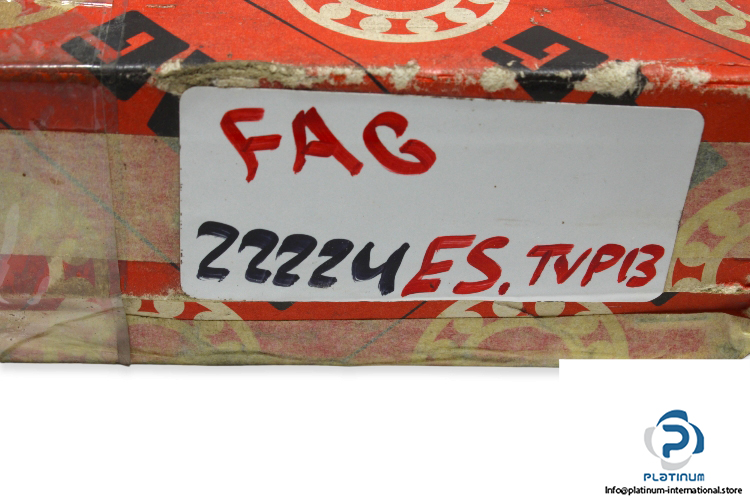 FAG
22224ES.TVPB
PLATINUM
Info@platinum-international.store